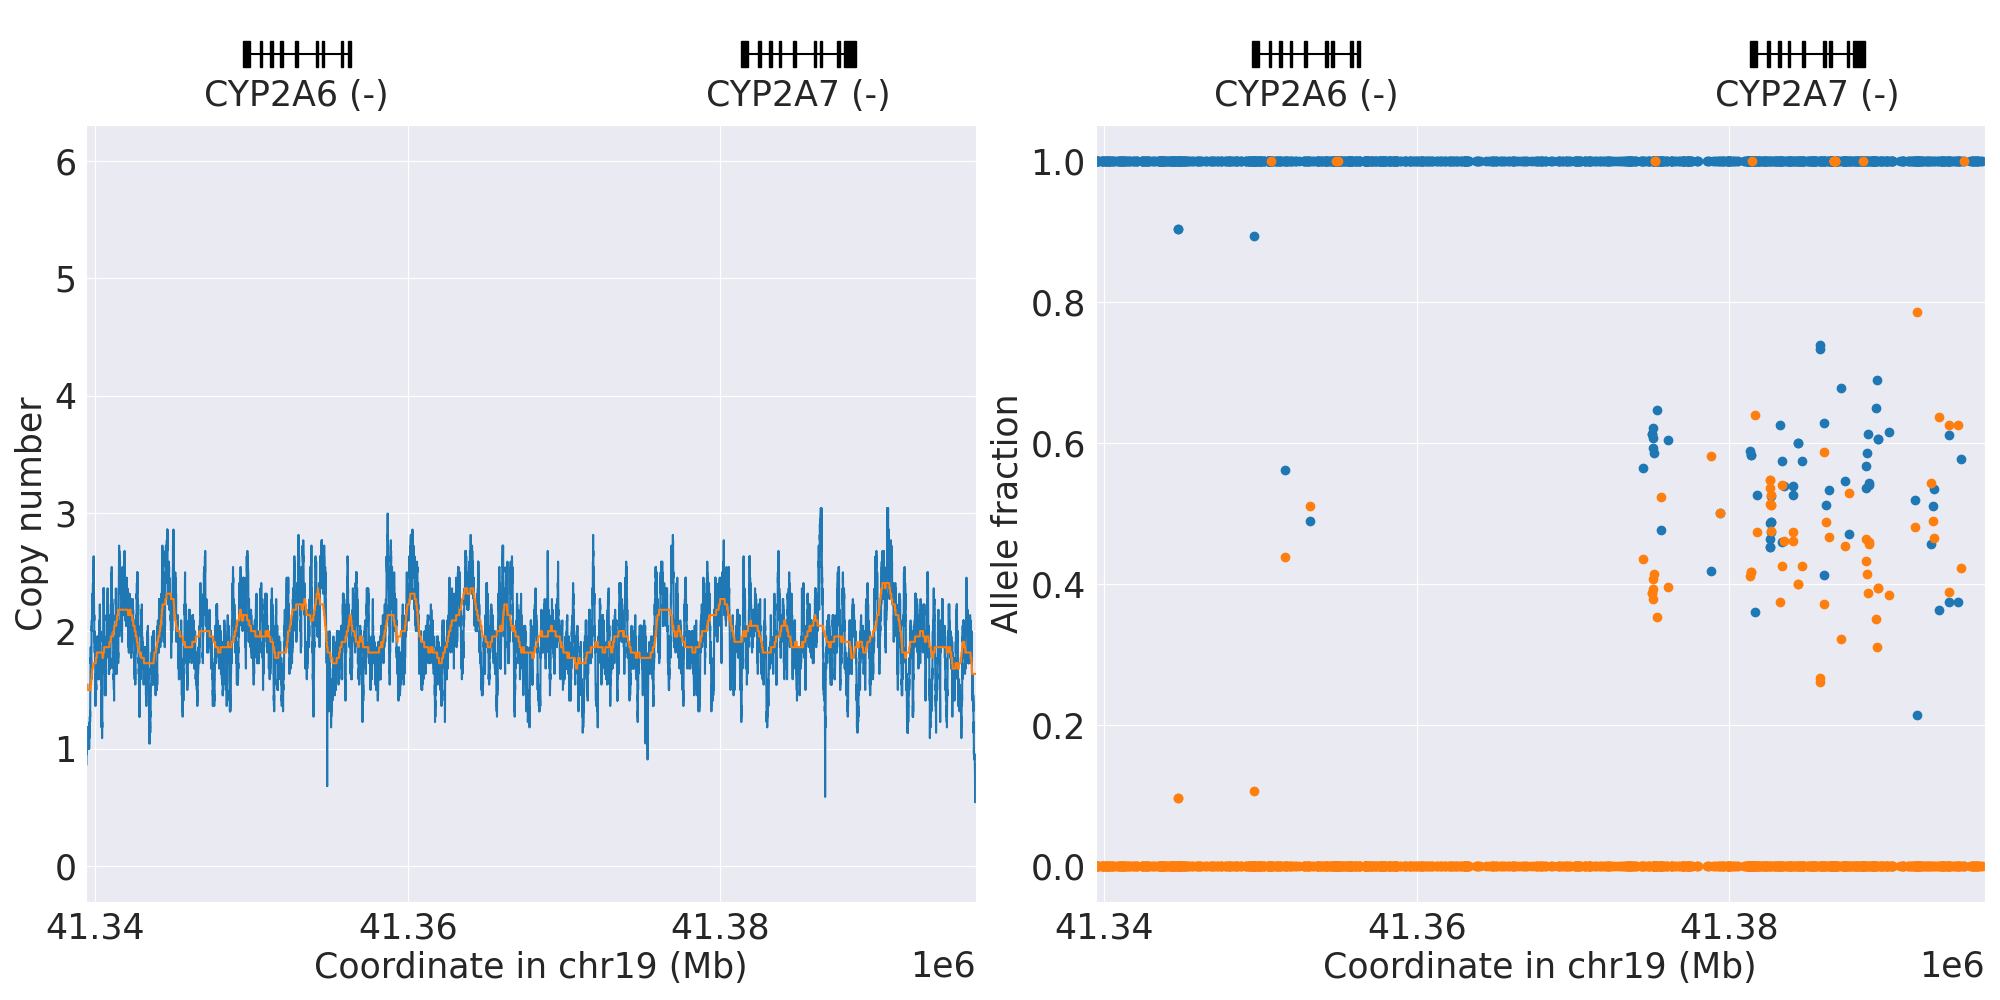 CYP2A6 (-) CYP2A7 (-)
CYP2A6 (-) CYP2A7 (-)
6
5
4
3
2
1
0
Copy number
41.34 41.36 41.38
Coordinate in chr19 (Mb) 1e6
1.0
0.8
0.6
0.4
0.2
0.0
Allele fraction
41.34 41.36 41.38
Coordinate in chr19 (Mb) 1e6